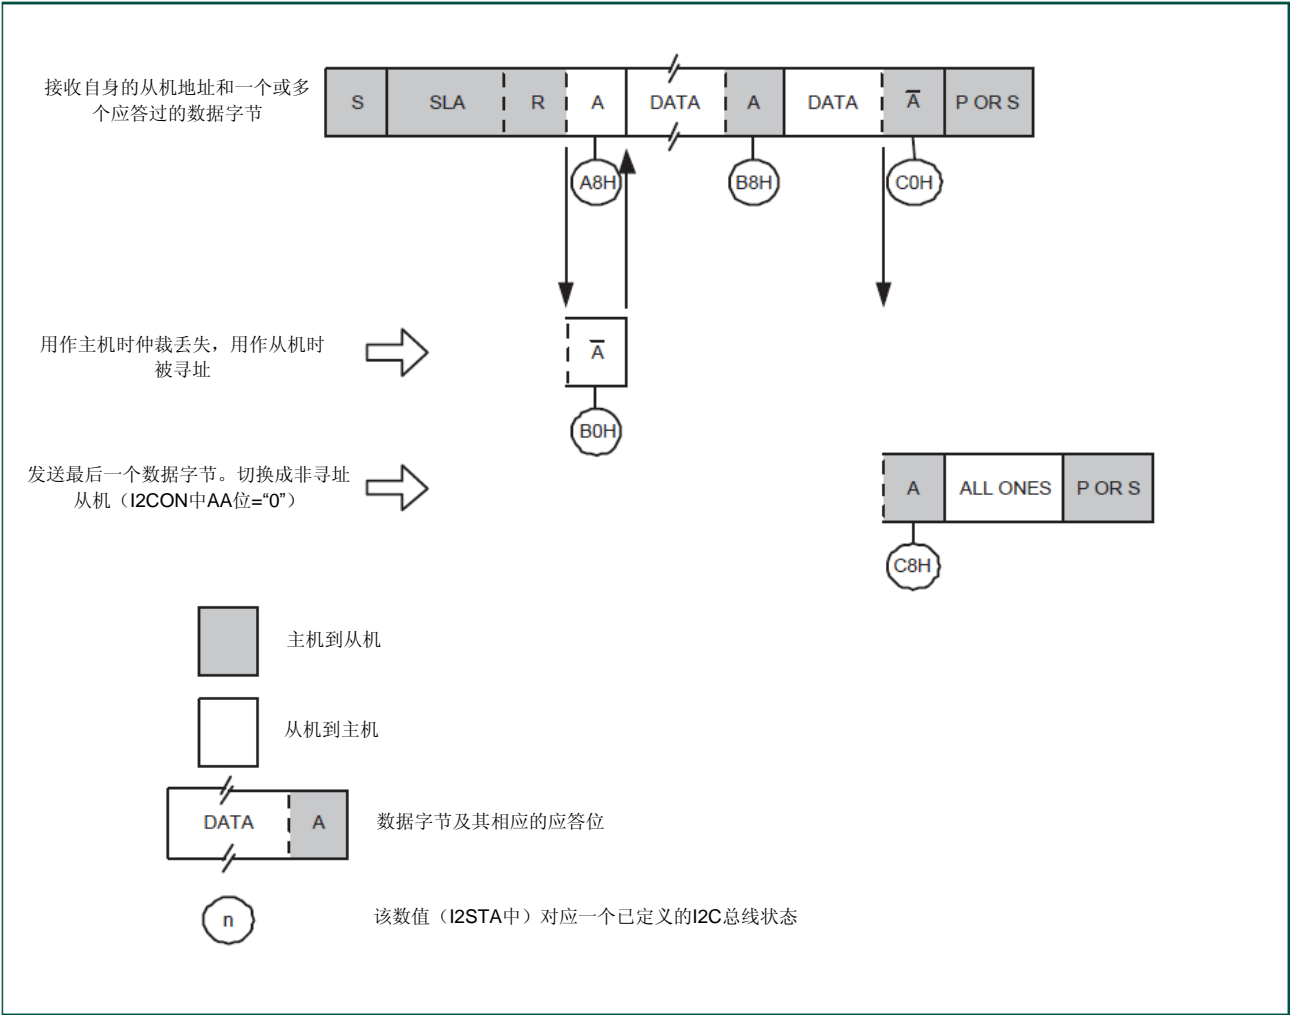 接收自身的从机地址和一个或多
个应答过的数据字节
S SLA R A DATA A DATA A̅ P OR S
A8H B8H C0H
用作主机时仲裁丢失，用作从机时
被寻址
A̅
B0H
发送最后一个数据字节。切换成非寻址
从机（I2CON中AA位=“0”）
A ALL ONES P OR S
C8H
主机到从机
从机到主机
DATA A 数据字节及其相应的应答位
n 该数值（I2STA中）对应一个已定义的I2C总线状态